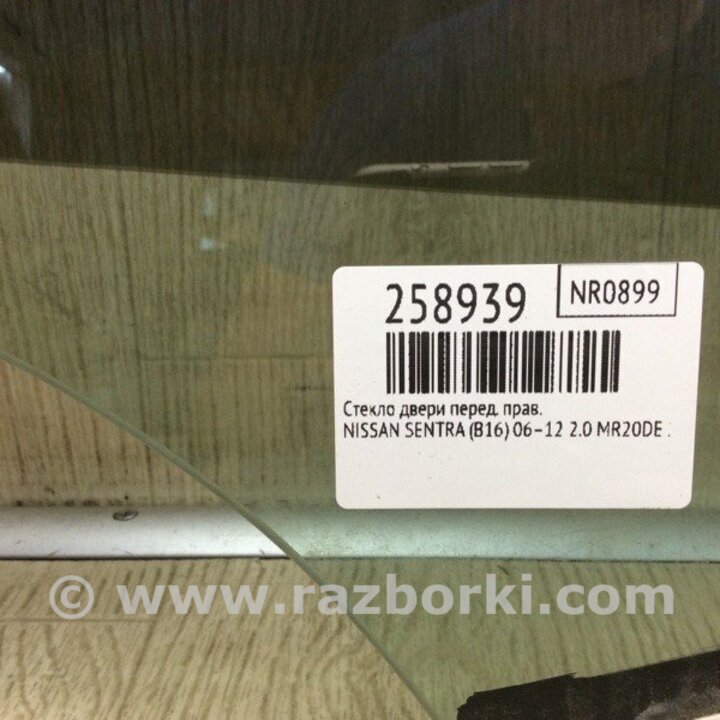 258939
NR0899
Стекло двери перед. прав.
NISSAN SENTRA (B16) 06-12 2.0 MR20DE .
© www.razborki.com